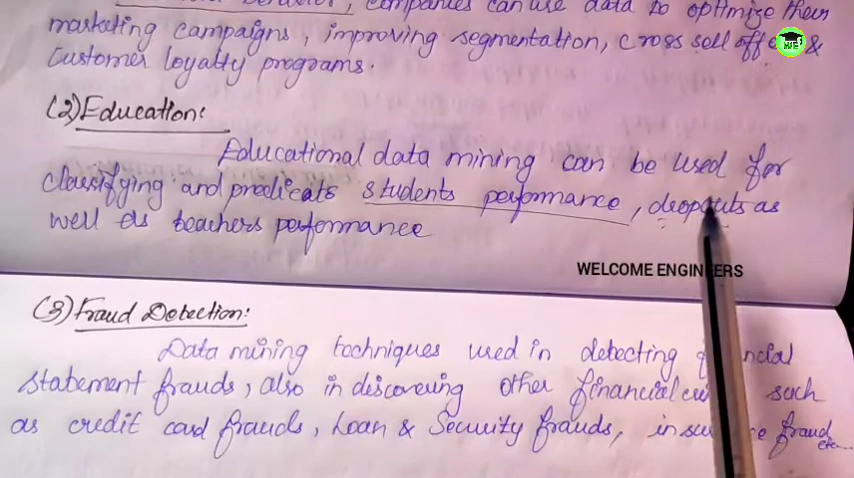 behavior, companies can use data to optimize their
marketing campaigns, improving segmentation, cross sell offers &
Customer loyalty programs.
(2) Education:
Educational data mining can be used for
classifying and predicats students performance, dropouts as
well as teachers performance
WELCOME ENGINEERS
(3) Fraud Detection:
Data mining techniques used in detecting financial
statement frauds, also in discovering other financial such
as credit card frauds, Loan & Security frauds, insurance fraud
etc...